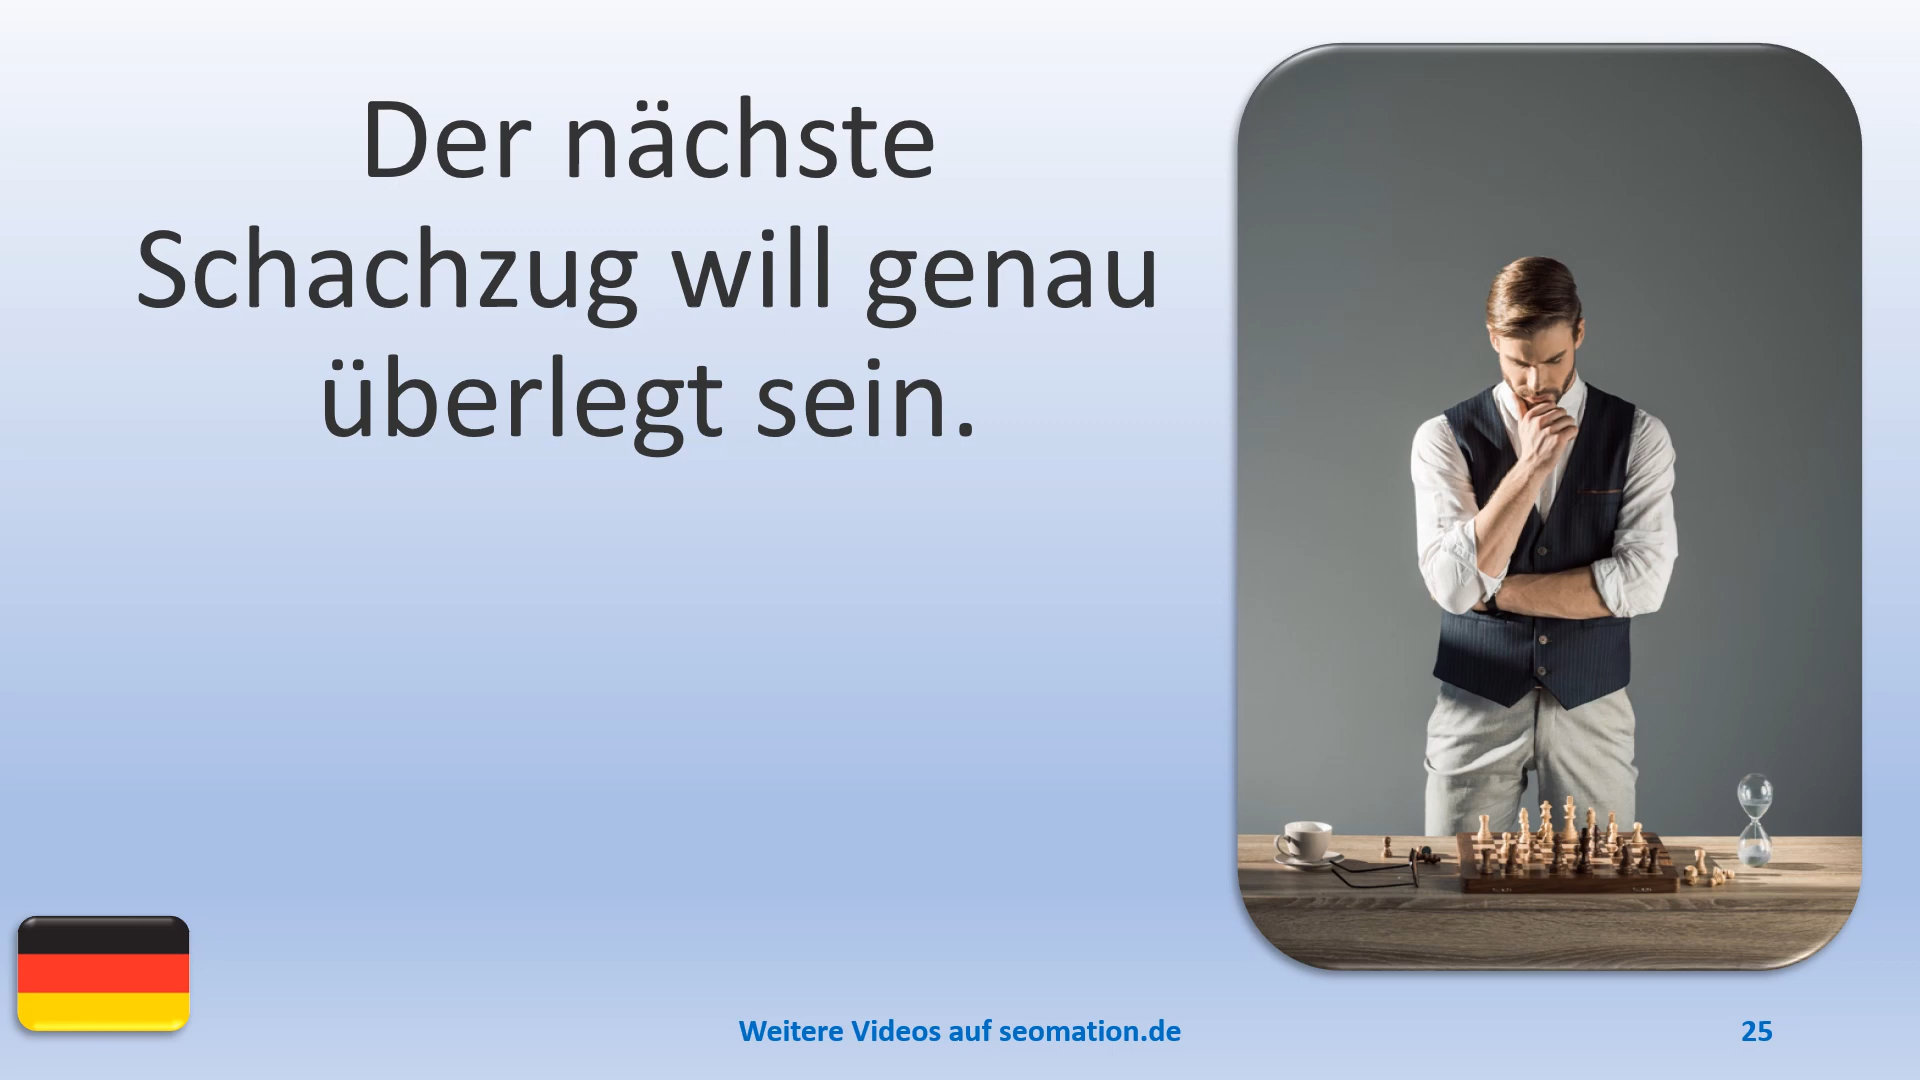 Der nächste
Schachzug will genau
überlegt sein.
Weitere Videos auf seomation.de
25